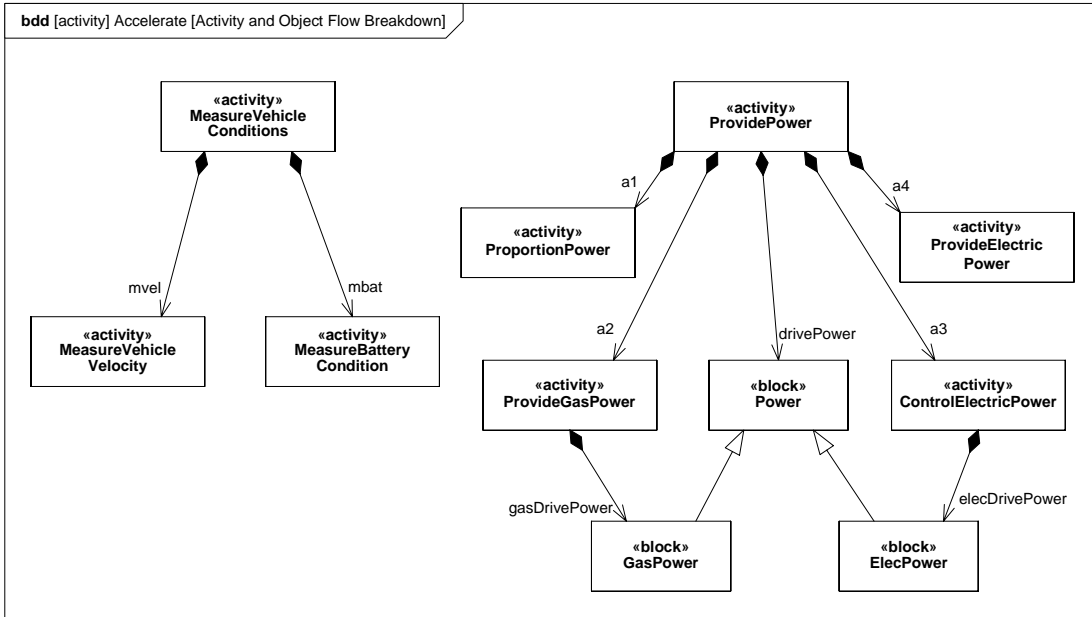 bdd [activity] Accelerate [Activity and Object Flow Breakdown]
«activity»
MeasureVehicle
Conditions
«activity»
ProvidePower
a1
a4
«activity»
ProportionPower
«activity»
ProvideElectric
Power
mvel
mbat
«activity»
MeasureVehicle
Velocity
«activity»
MeasureBattery
Condition
a2
drivePower
a3
«activity»
ProvideGasPower
«block»
Power
«activity»
ControlElectricPower
gasDrivePower
elecDrivePower
«block»
GasPower
«block»
ElecPower